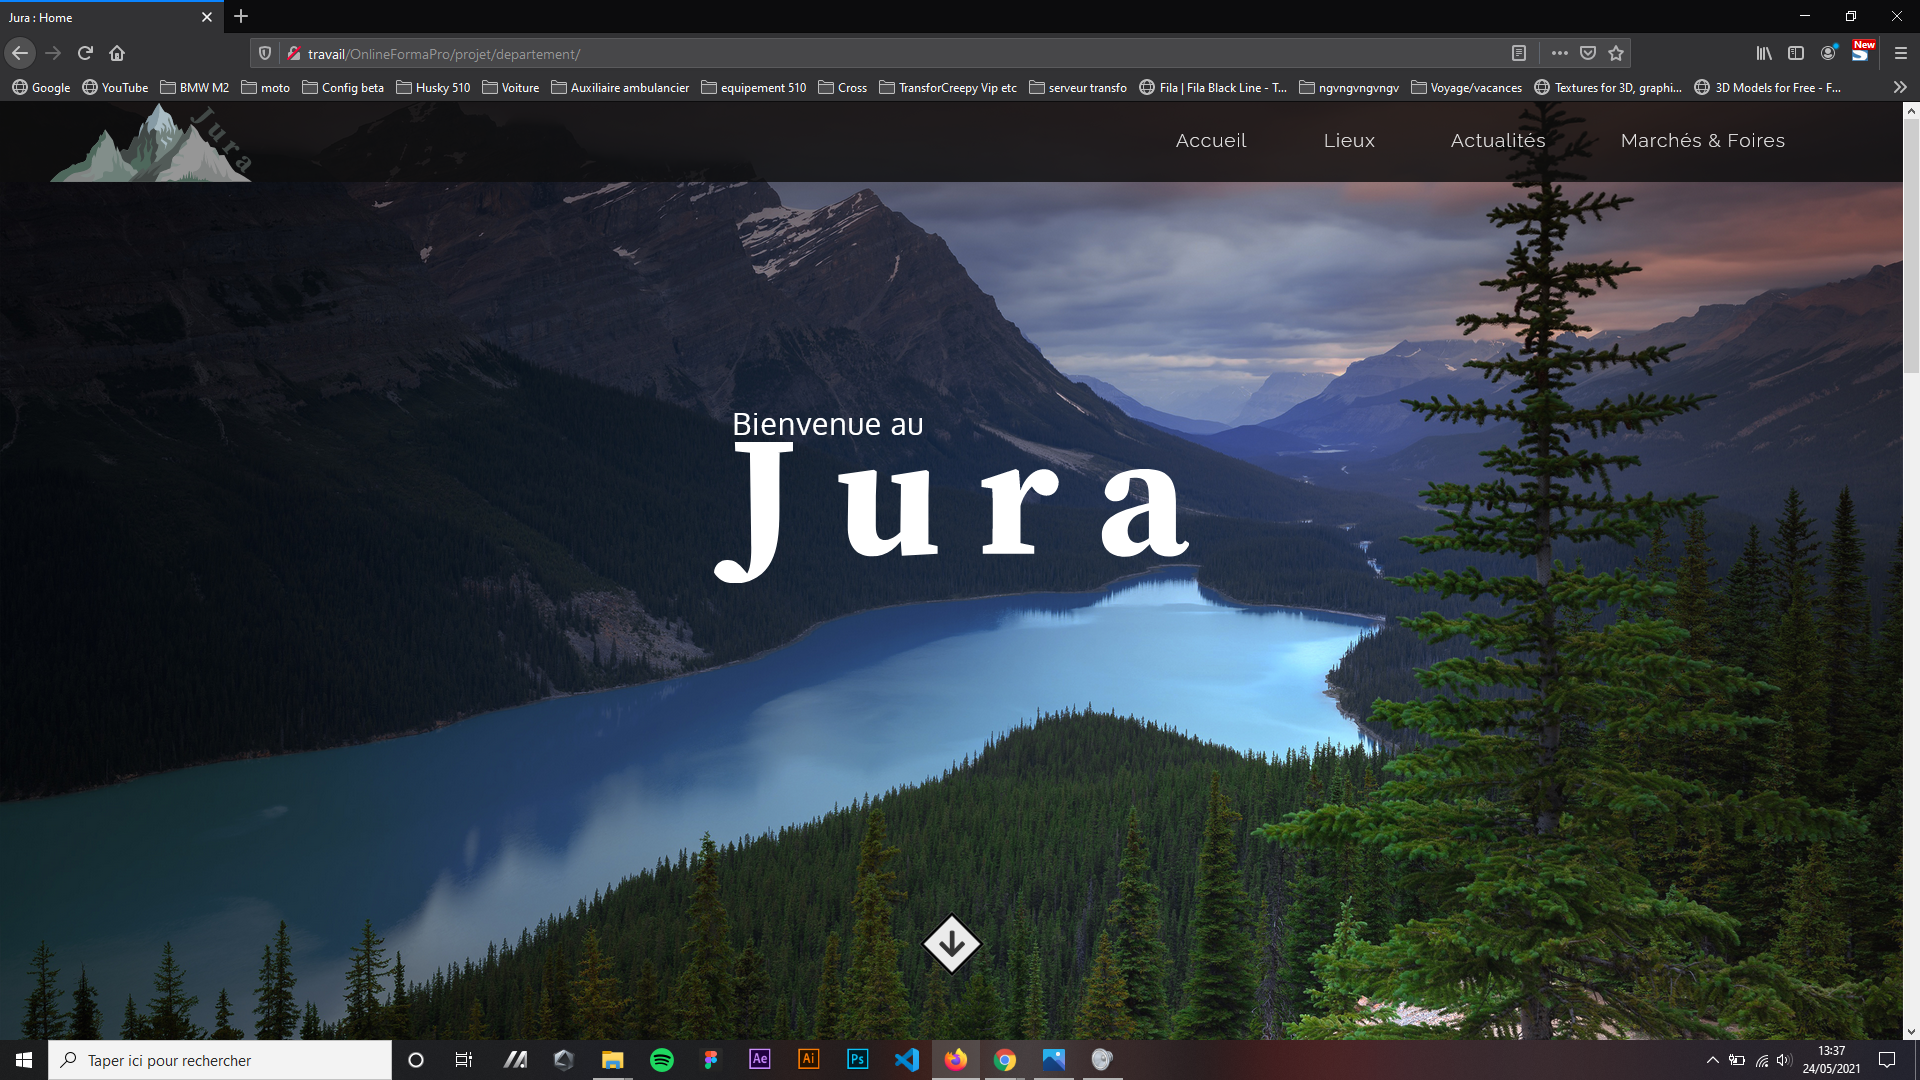 Jura : Home
travail/OnlineFormaPro/projet/departement/
New
Google YouTube BMW M2 moto Config beta Husky 510 Voiture Auxiliaire ambulancier equipement 510 Cross TransforCreepy Vip etc serveur transfo Fila | Fila Black Line - T... ngvngvngvngv Voyage/vacances Textures for 3D, graphi... 3D Models for Free - F...
Jura
Accueil Lieux Actualités Marchés & Foires
Bienvenue au
Jura
Taper ici pour rechercher
Ae Ai Ps
13:37
24/05/2021